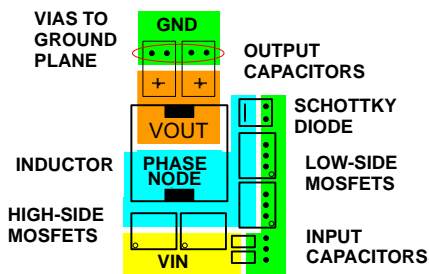 VIAS TO
GROUND
PLANE
GND
OUTPUT
CAPACITORS
SCHOTTKY
DIODE
VOUT
INDUCTOR
PHASE
NODE
LOW-SIDE
MOSFETS
HIGH-SIDE
MOSFETS
VIN
INPUT
CAPACITORS